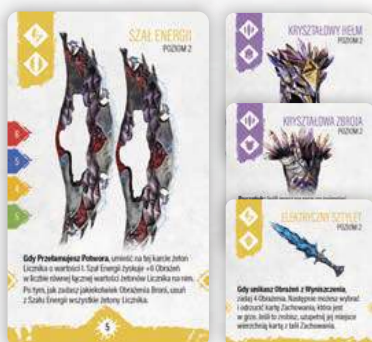 SZAŁ ENERGII
POZIOM 2
6
5
4
5
Gdy Przełamujesz Potwora, umieść na tej karcie żeton
Licznika o wartości 1. Szał Energii zyskuje +X Obrażeń
w liczbie równej łącznej wartości żetonów Licznika na nim.
Po tym, jak zadasz jakiekolwiek Obrażenia Broni, usuń
z Szału Energii wszystkie żetony Licznika.
5
KRYSZTAŁOWY HEŁM
POZIOM 2
KRYSZTAŁOWA ZBROJA
POZIOM 2
ELEKTRYCZNY SZTYLET
POZIOM 2
Gdy unikasz Obrażeń z Wyniszczenia,
zadaj 4 Obrażenia. Następnie możesz wybrać
i odrzucić kartę Zachowania, która jest
w grze. Jeśli to zrobisz, uzupełnij jej miejsce
wierzchnią kartą z talii Zachowania.